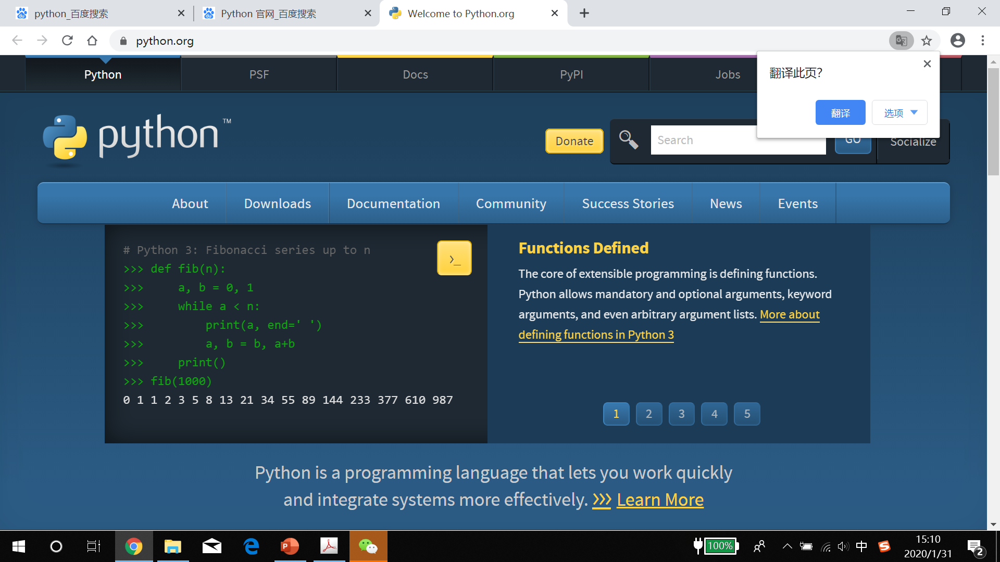 python_百度搜索
Python 官网_百度搜索
Welcome to Python.org
python.org
Python
PSF
Docs
PyPI
Jobs
翻译此页?
翻译
选项
python™
Donate
Search
GO
Socialize
About
Downloads
Documentation
Community
Success Stories
News
Events
# Python 3: Fibonacci series up to n
>>> def fib(n):
>>>     a, b = 0, 1
>>>     while a < n:
>>>         print(a, end=' ')
>>>         a, b = b, a+b
>>>     print()
>>> fib(1000)
0 1 1 2 3 5 8 13 21 34 55 89 144 233 377 610 987
>_
Functions Defined
The core of extensible programming is defining functions.
Python allows mandatory and optional arguments, keyword
arguments, and even arbitrary argument lists. More about
defining functions in Python 3
1
2
3
4
5
Python is a programming language that lets you work quickly
and integrate systems more effectively. >>> Learn More
100%
中
15:10
2020/1/31
2